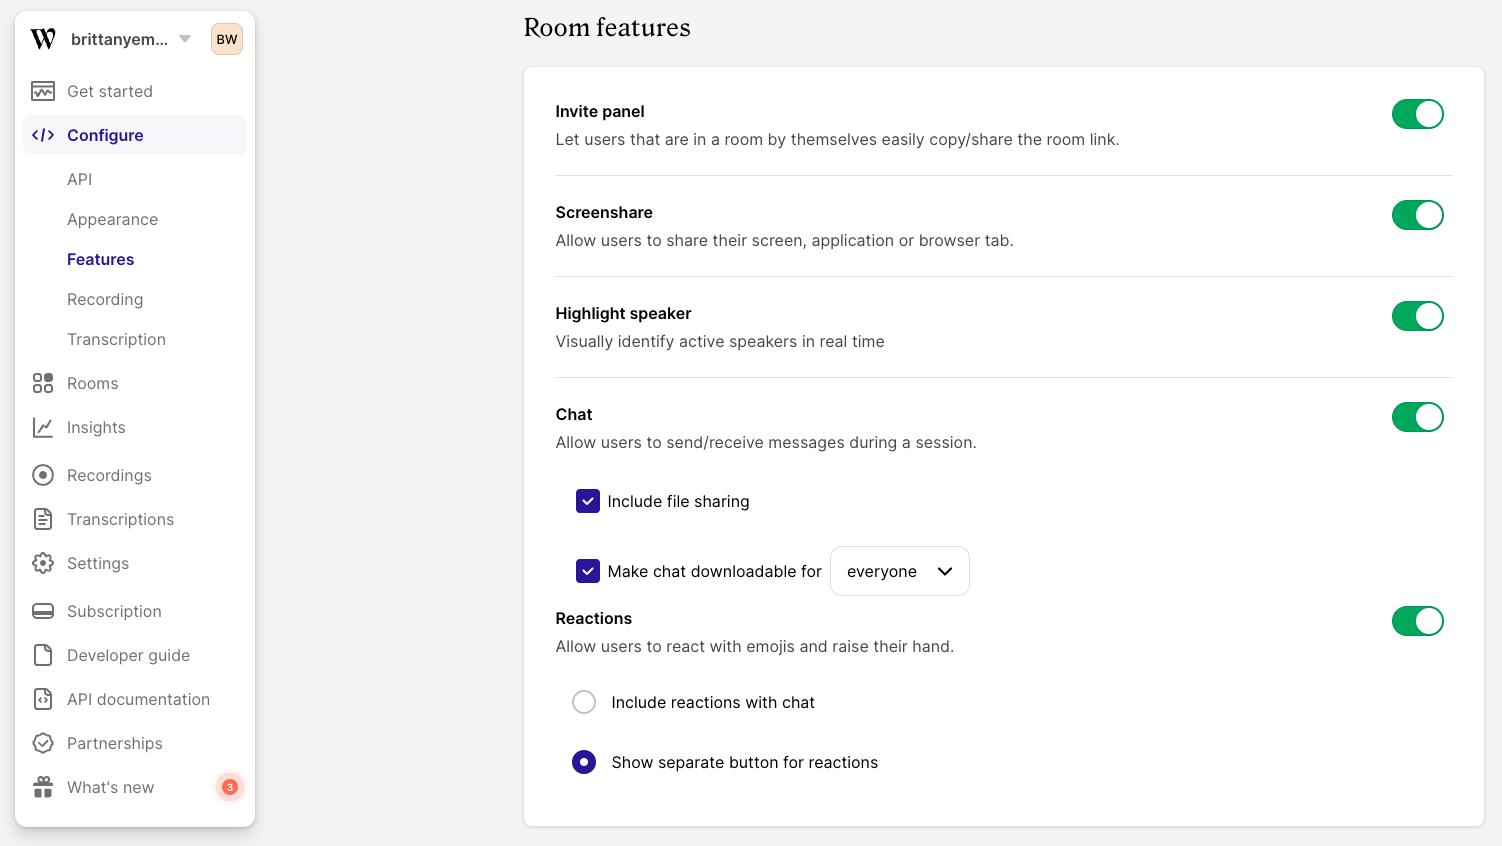 W brittanyem... BW
Get started
Configure
API
Appearance
Features
Recording
Transcription
Rooms
Insights
Recordings
Transcriptions
Settings
Subscription
Developer guide
API documentation
Partnerships
What's new 3
Room features
Invite panel
Let users that are in a room by themselves easily copy/share the room link.
Screenshare
Allow users to share their screen, application or browser tab.
Highlight speaker
Visually identify active speakers in real time
Chat
Allow users to send/receive messages during a session.
Include file sharing
Make chat downloadable for everyone
Reactions
Allow users to react with emojis and raise their hand.
Include reactions with chat
Show separate button for reactions